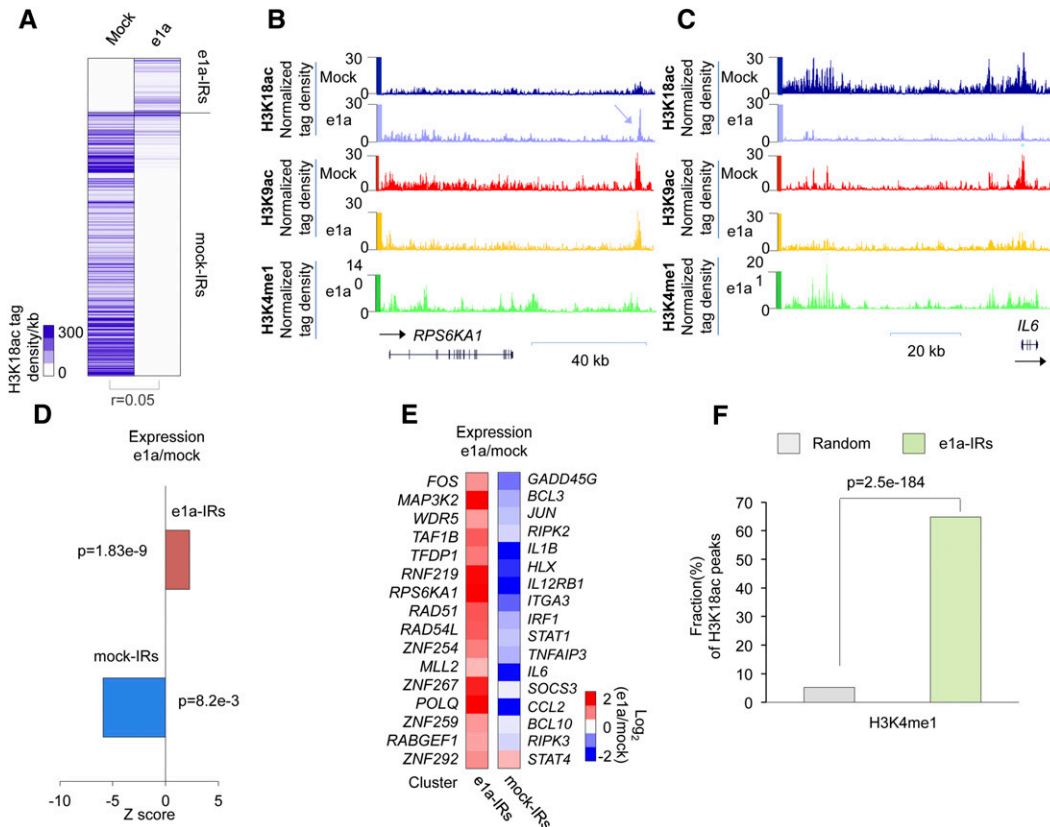 A
Mock
e1a
e1a-IRs
mock-IRs
H3K18ac tag
density/kb
300
0
r=0.05
B
H3K18ac
Normalized
tag density
Mock
30
0
e1a
30
0
H3K9ac
Normalized
tag density
Mock
30
0
e1a
30
0
H3K4me1
Normalized
tag density
e1a
14
0
0
RPS6KA1
40 kb
C
H3K18ac
Normalized
tag density
Mock
30
0
e1a
30
0
H3K9ac
Normalized
tag density
Mock
30
0
e1a
30
0
H3K4me1
Normalized
tag density
e1a
20
1
0
IL6
20 kb
D
Expression
e1a/mock
e1a-IRs
p=1.83e-9
mock-IRs
p=8.2e-3
-10 -5 0 5
Z score
E
Expression
e1a/mock
FOS
MAP3K2
WDR5
TAF1B
TFDP1
RNF219
RPS6KA1
RAD51
RAD54L
ZNF254
MLL2
ZNF267
POLQ
ZNF259
RABGEF1
ZNF292
GADD45G
BCL3
JUN
RIPK2
IL1B
HLX
IL12RB1
ITGA3
IRF1
STAT1
TNFAIP3
IL6
SOCS3
CCL2
BCL10
RIPK3
STAT4
2
0
-2
Log2
(e1a/mock)
Cluster
e1a-IRs
mock-IRs
F
Random
e1a-IRs
p=2.5e-184
Fraction(%)
of H3K18ac peaks
70
60
50
40
30
20
10
0
H3K4me1